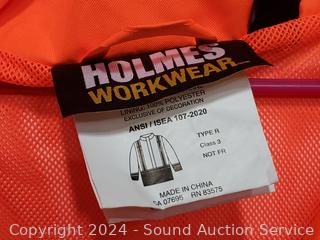 HOLMES
WORKWEAR
LINING: 100% POLYESTER
EXCLUSIVE OF DECORATION
ANSI / ISEA 107-2020
TYPE R
Class 3
NOT FR
MADE IN CHINA
CA 07695 RN 83575
Copyright 2024 - Sound Auction Service